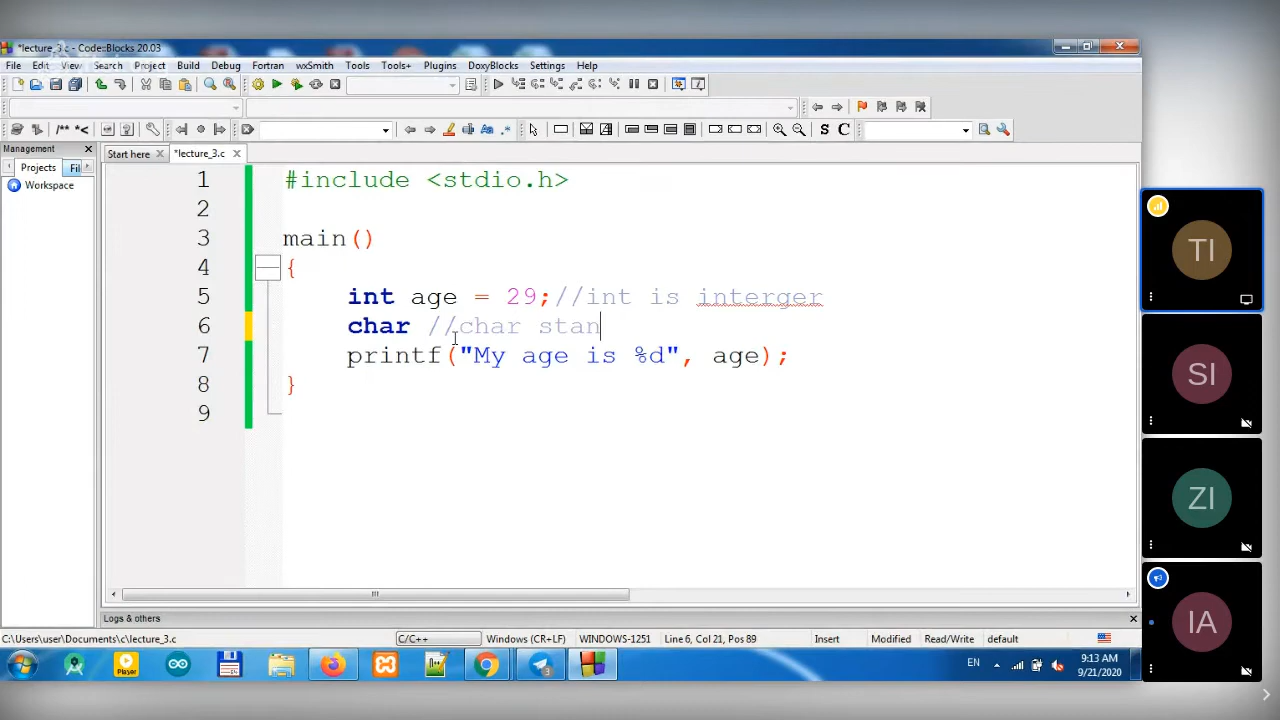 *lecture_3.c - Code::Blocks 20.03
File Edit View Search Project Build Debug Fortran wxSmith Tools Tools+ Plugins DoxyBlocks Settings Help
/** *< S C
Management
Start here *lecture_3.c
Projects Fil
Workspace
1 #include <stdio.h>
2
3 main()
4 {
5 int age = 29;//int is interger
6 char //char stan
7 printf("My age is %d", age);
8 }
9
Logs & others
C:\Users\user\Documents\c\lecture_3.c C/C++ Windows (CR+LF) WINDOWS-1251 Line 6, Col 21, Pos 89 Insert Modified Read/Write default
Player
3
EN 9:13 AM
9/21/2020
TI
SI
ZI
IA